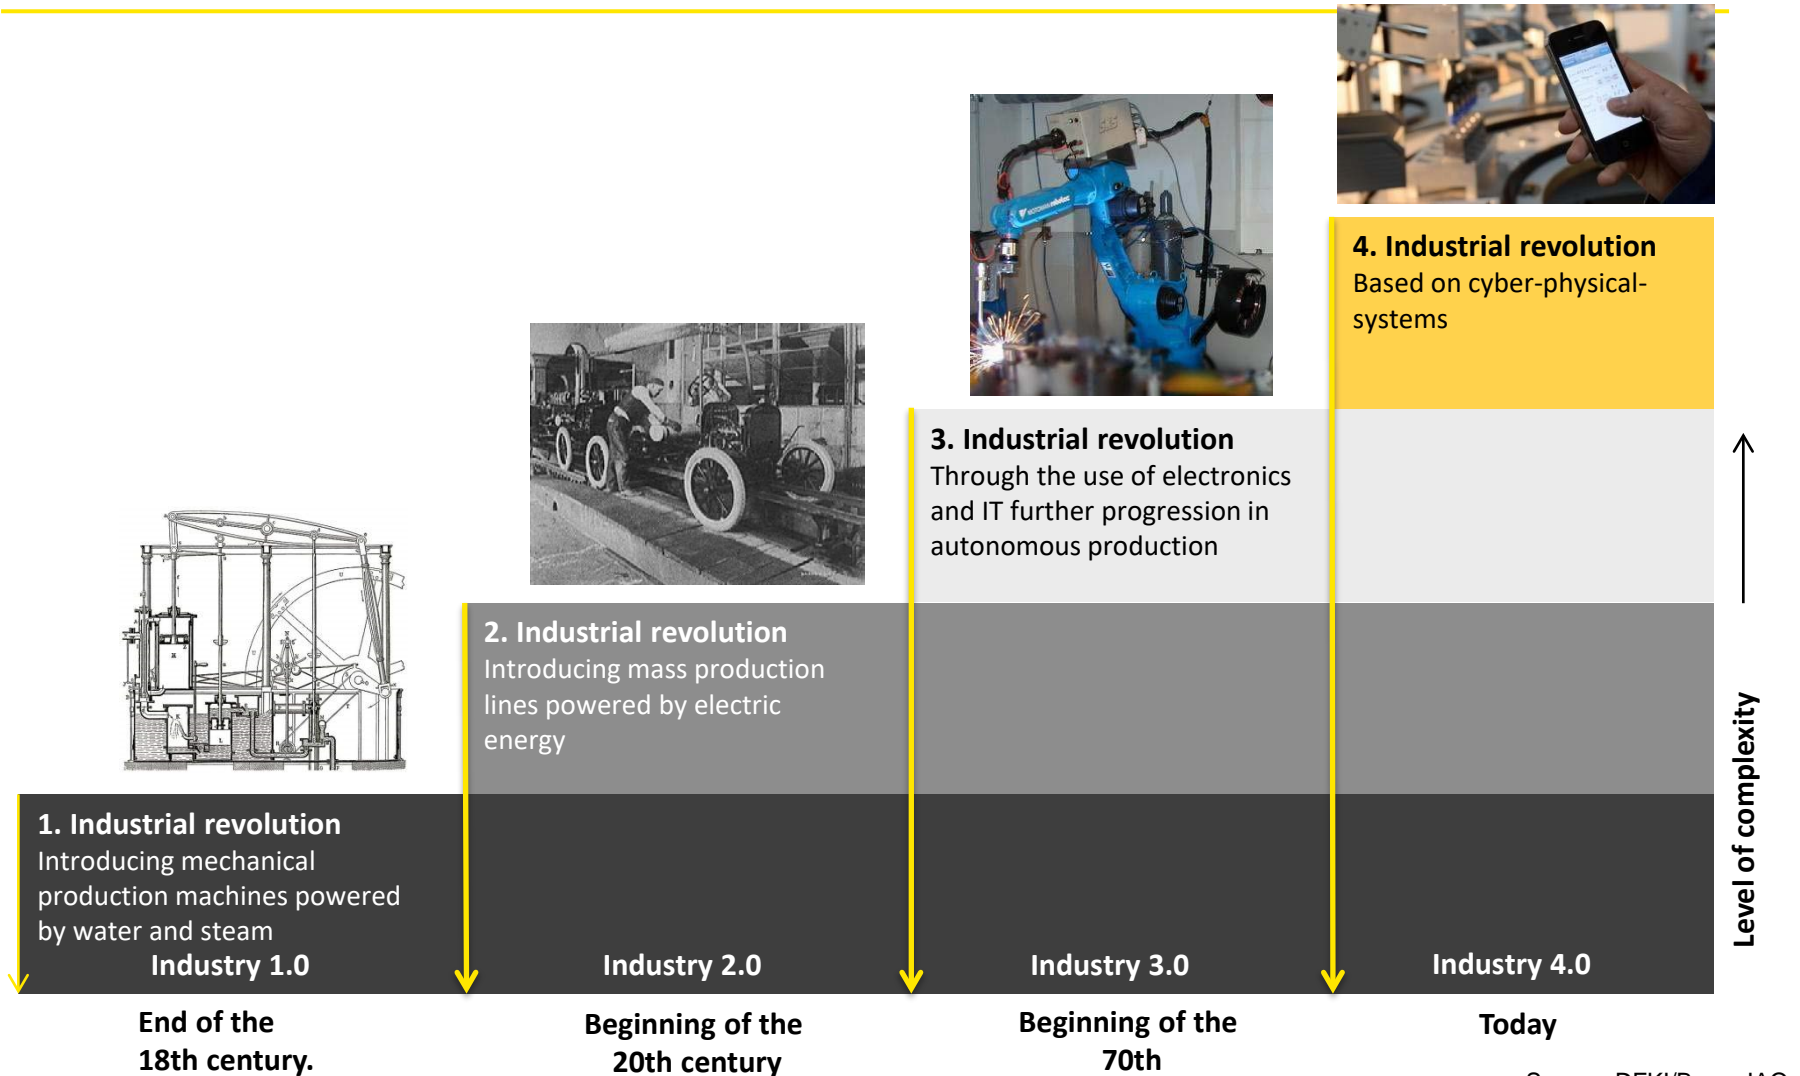 4. Industrial revolution
Based on cyber-physical-
systems
3. Industrial revolution
Through the use of electronics
and IT further progression in
autonomous production
2. Industrial revolution
Introducing mass production
lines powered by electric
energy
1. Industrial revolution
Introducing mechanical
production machines powered
by water and steam
Industry 1.0
Industry 2.0
Industry 3.0
Industry 4.0
Level of complexity
End of the
18th century.
Beginning of the
20th century
Beginning of the
70th
Today